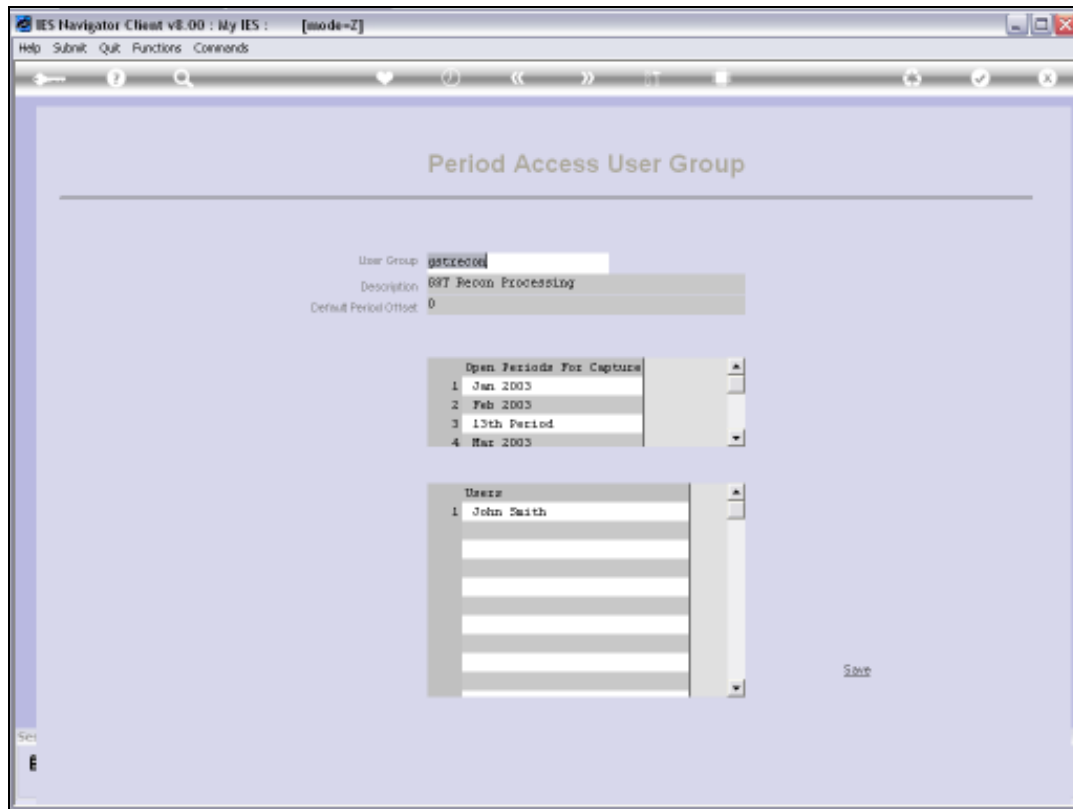 IES Navigator Client v8.00 : My IES : [mode=Z]
Help Submit Quit Functions Commands
Period Access User Group
User Group gstrecon
Description GST Recon Processing
Default Period Offset 0
Open Periods For Capture
1 Jan 2003
2 Feb 2003
3 13th Period
4 Mar 2003
Users
1 John Smith
Save